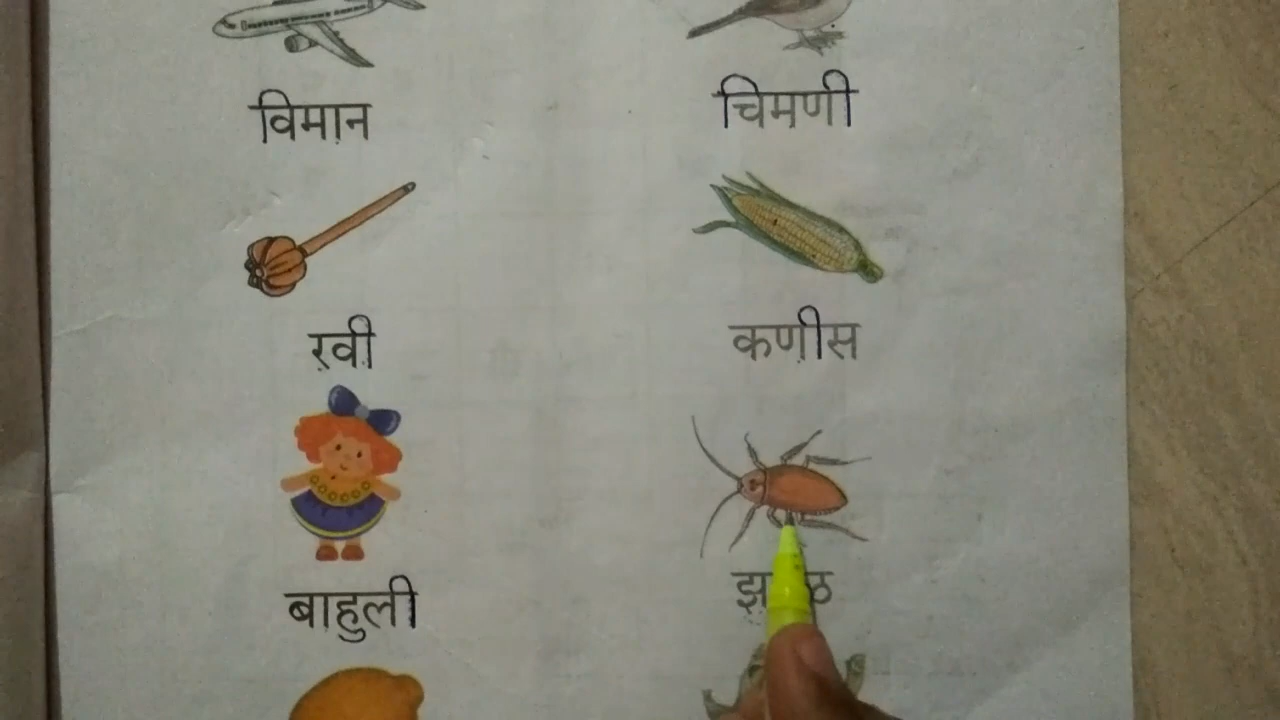 विमान
चिमणी
रवी
कणीस
बाहुली